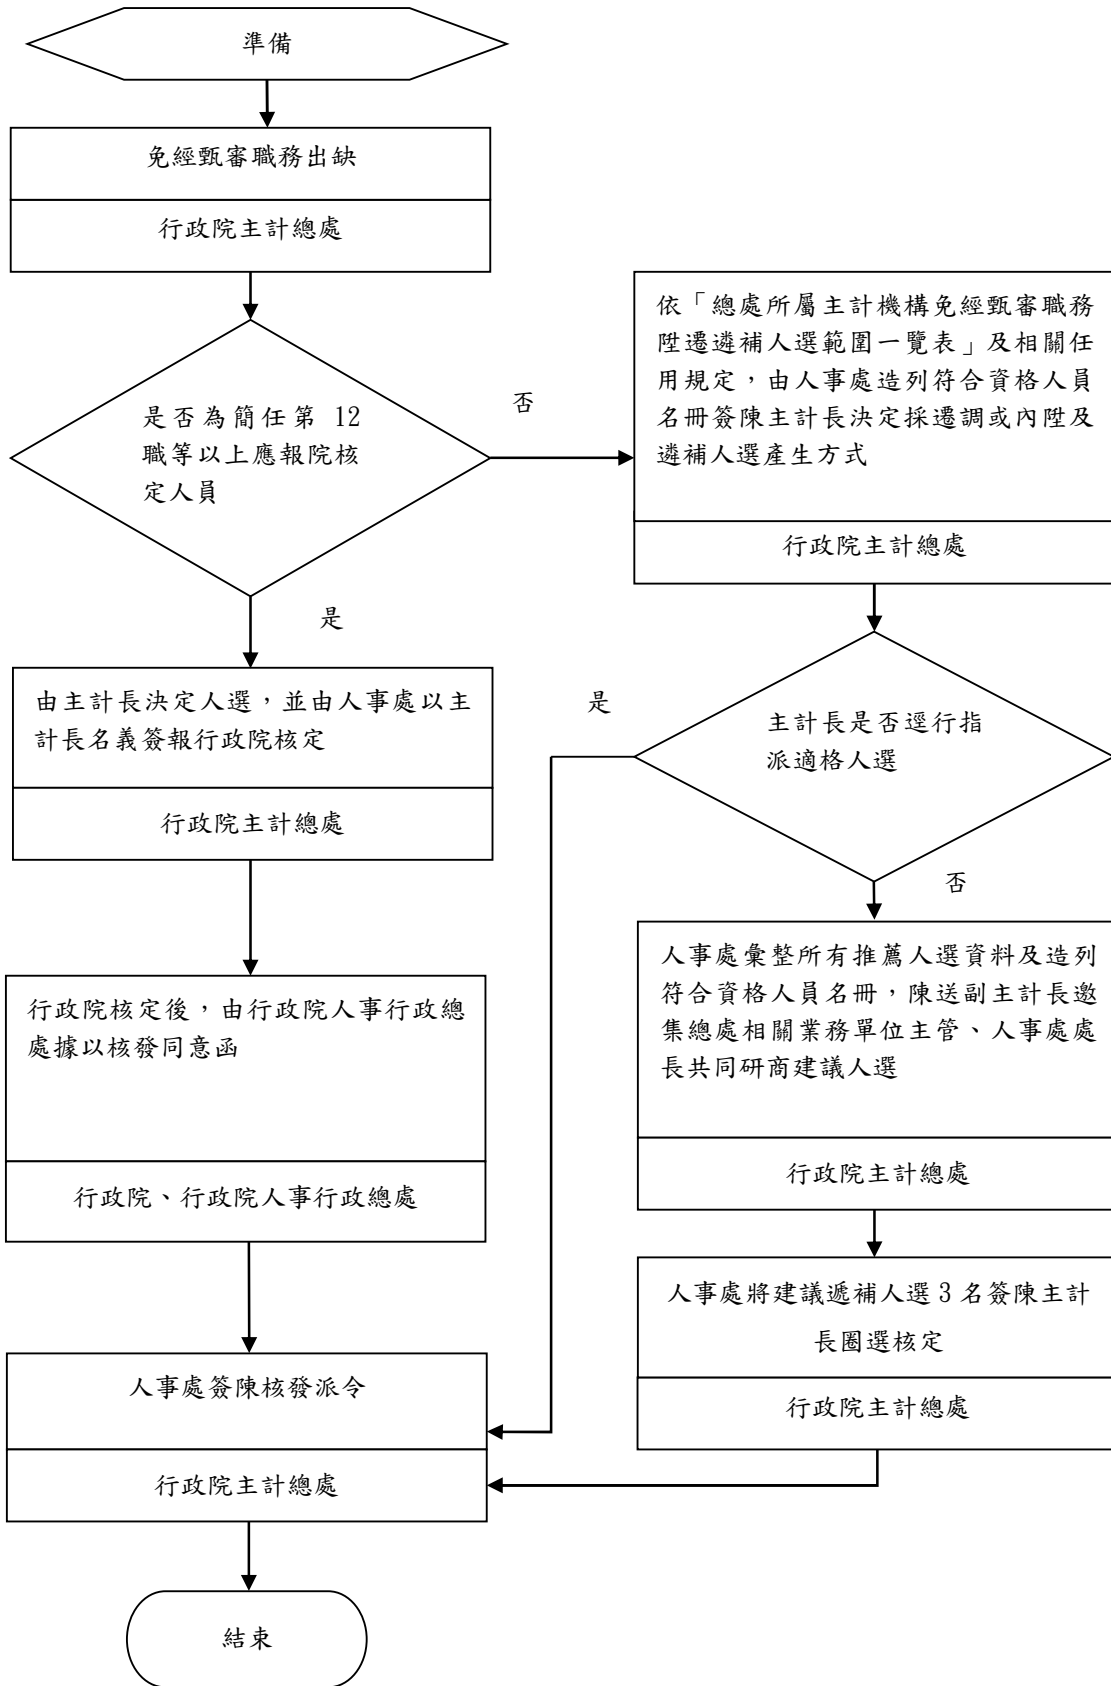 準備
免經甄審職務出缺
行政院主計總處
是否為簡任第 12
職等以上應報院核
定人員
否
是
依「總處所屬主計機構免經甄審職務
陞遷遴補人選範圍一覽表」及相關任
用規定，由人事處造列符合資格人員
名冊簽陳主計長決定採遷調或內陞及
遴補人選產生方式
行政院主計總處
由主計長決定人選，並由人事處以主
計長名義簽報行政院核定
行政院主計總處
是
主計長是否逕行指
派適格人選
否
行政院核定後，由行政院人事行政總
處據以核發同意函
行政院、行政院人事行政總處
人事處彙整所有推薦人選資料及造列
符合資格人員名冊，陳送副主計長邀
集總處相關業務單位主管、人事處處
長共同研商建議人選
行政院主計總處
人事處將建議遞補人選 3 名簽陳主計
長圈選核定
行政院主計總處
人事處簽陳核發派令
行政院主計總處
結束